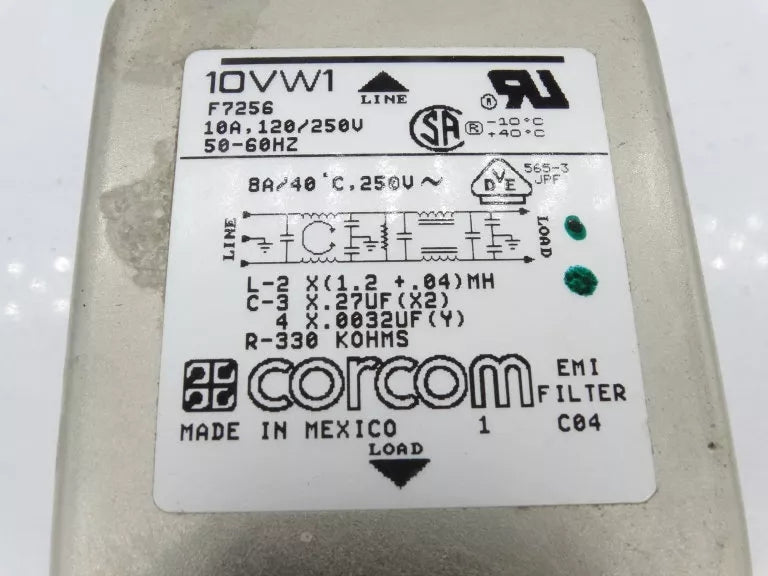 10VW1
LINE
F7256
10A, 120/250V
50-60HZ
SA
R
-10°C
+40°C
8A/40°C, 250V ~
DVE
565-3
LINE
LOAD
L-2 X(1.2 +.04)MH
C-3 X.27UF(X2)
4 X.0032UF(Y)
R-330 KOHMS
corcom
EMI
FILTER
MADE IN MEXICO 1 C04
LOAD